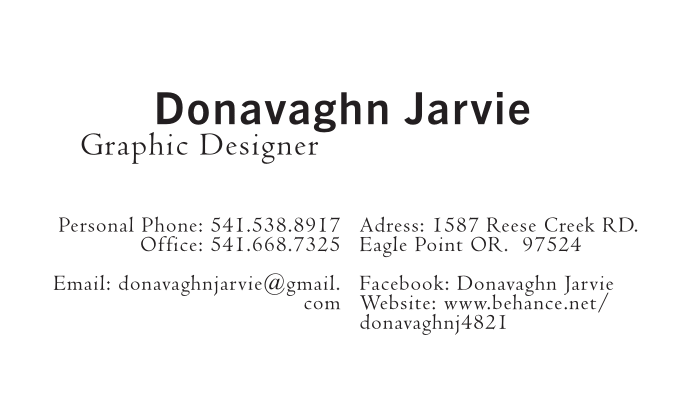 Donavaghn Jarvie
Graphic Designer
Personal Phone: 541.538.8917
Office: 541.668.7325
Email: donavaghnjarvie@gmail.
com
Adress: 1587 Reese Creek RD.
Eagle Point OR.  97524
Facebook: Donavaghn Jarvie
Website: www.behance.net/
donavaghnj4821